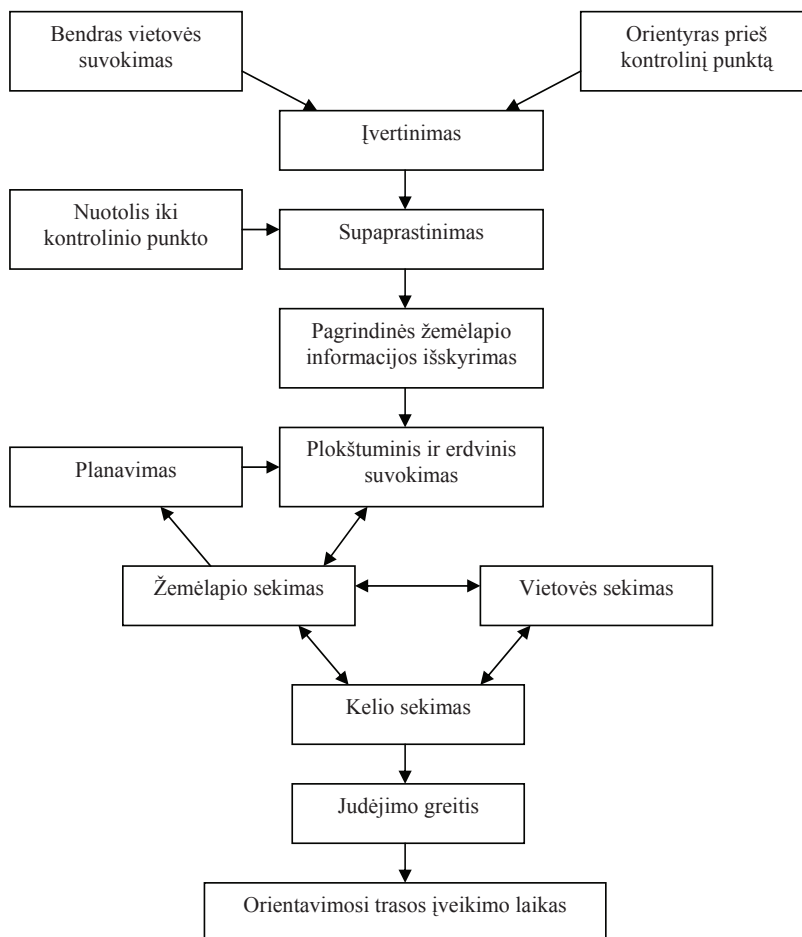 Bendras vietovės
suvokimas
Orientyras prieš
kontrolinį punktą
Įvertinimas
Nuotolis iki
kontrolinio punkto
Supaprastinimas
Pagrindinės žemėlapio
informacijos išskyrimas
Planavimas
Plokštuminis ir erdvinis
suvokimas
Žemėlapio sekimas
Vietovės sekimas
Kelio sekimas
Judėjimo greitis
Orientavimosi trasos įveikimo laikas